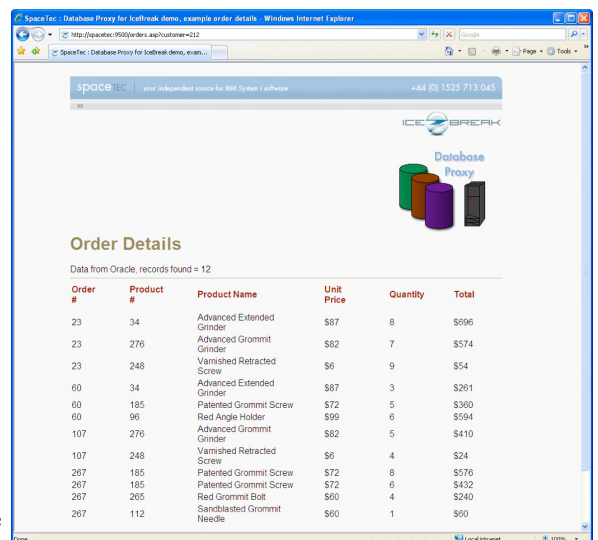 SpaceTec : Database Proxy for IceBreak demo, example order details - Windows Internet Explorer
http://spacetec:9500/orders.asp?customer=212
Google
SpaceTec : Database Proxy for IceBreak demo, exam...
Page
Tools
spaceTEC your independent source for IBM System i software +44 (0) 1525 713 045
>>
ICE BREAK
Database
Proxy
Order Details
Data from Oracle, records found = 12
Order # Product # Product Name Unit Price Quantity Total
23 34 Advanced Extended Grinder $87 8 $696
23 276 Advanced Grommit Grinder $82 7 $574
23 248 Varnished Retracted Screw $6 9 $54
60 34 Advanced Extended Grinder $87 3 $261
60 185 Patented Grommit Screw $72 5 $360
60 96 Red Angle Holder $99 6 $594
107 276 Advanced Grommit Grinder $82 5 $410
107 248 Varnished Retracted Screw $6 4 $24
267 185 Patented Grommit Screw $72 8 $576
267 185 Patented Grommit Screw $72 6 $432
267 265 Red Grommit Bolt $60 4 $240
267 112 Sandblasted Grommit Needle $60 1 $60
Done Local intranet 100%